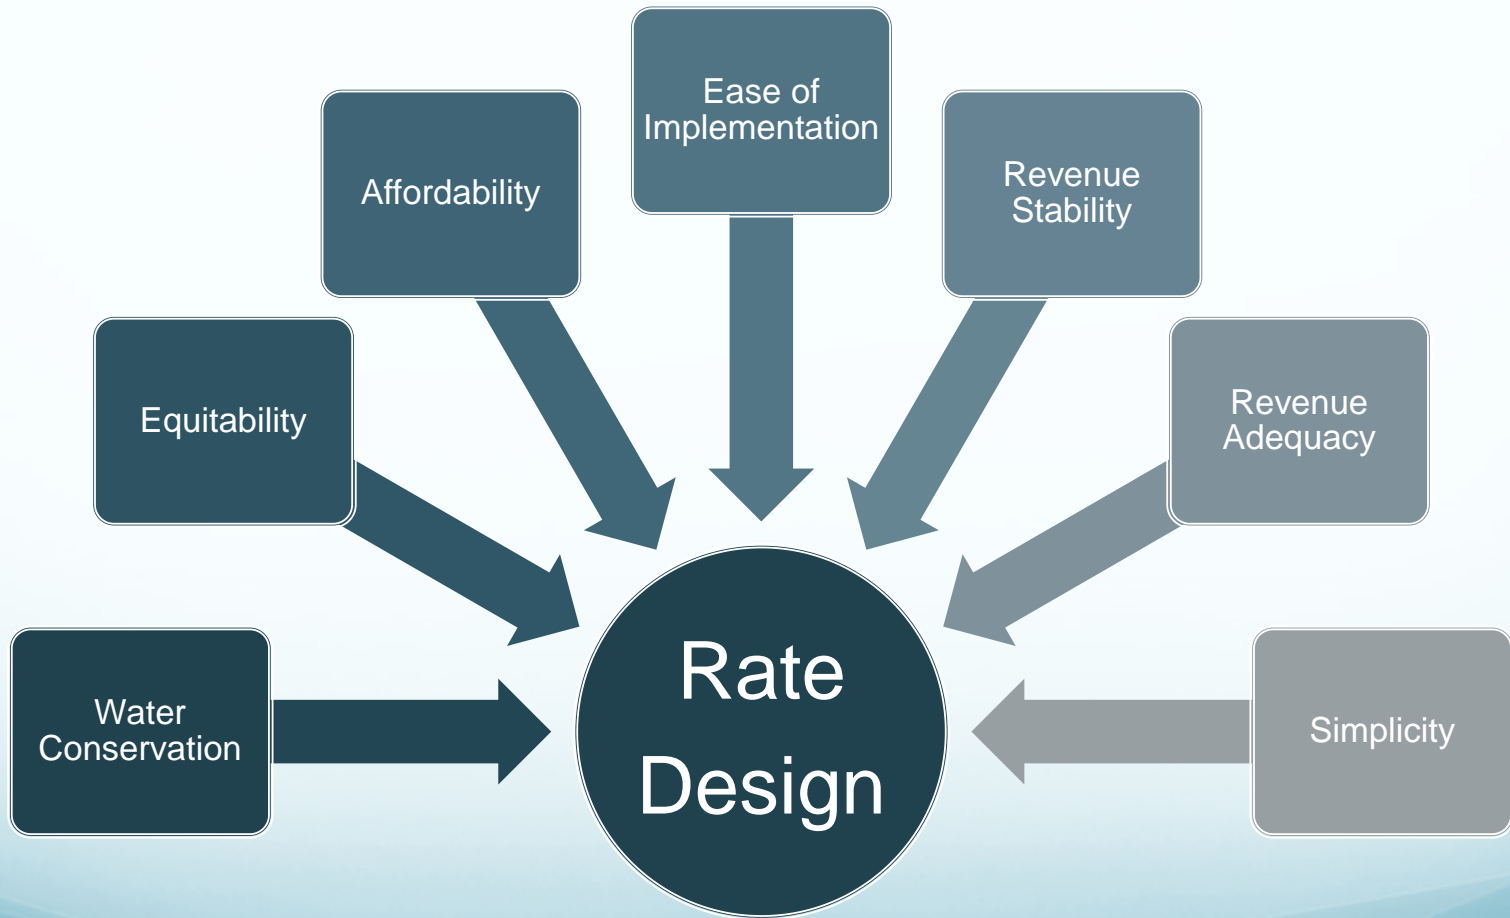 Water
Conservation
Equitability
Affordability
Ease of
Implementation
Revenue
Stability
Revenue
Adequacy
Simplicity
Rate
Design